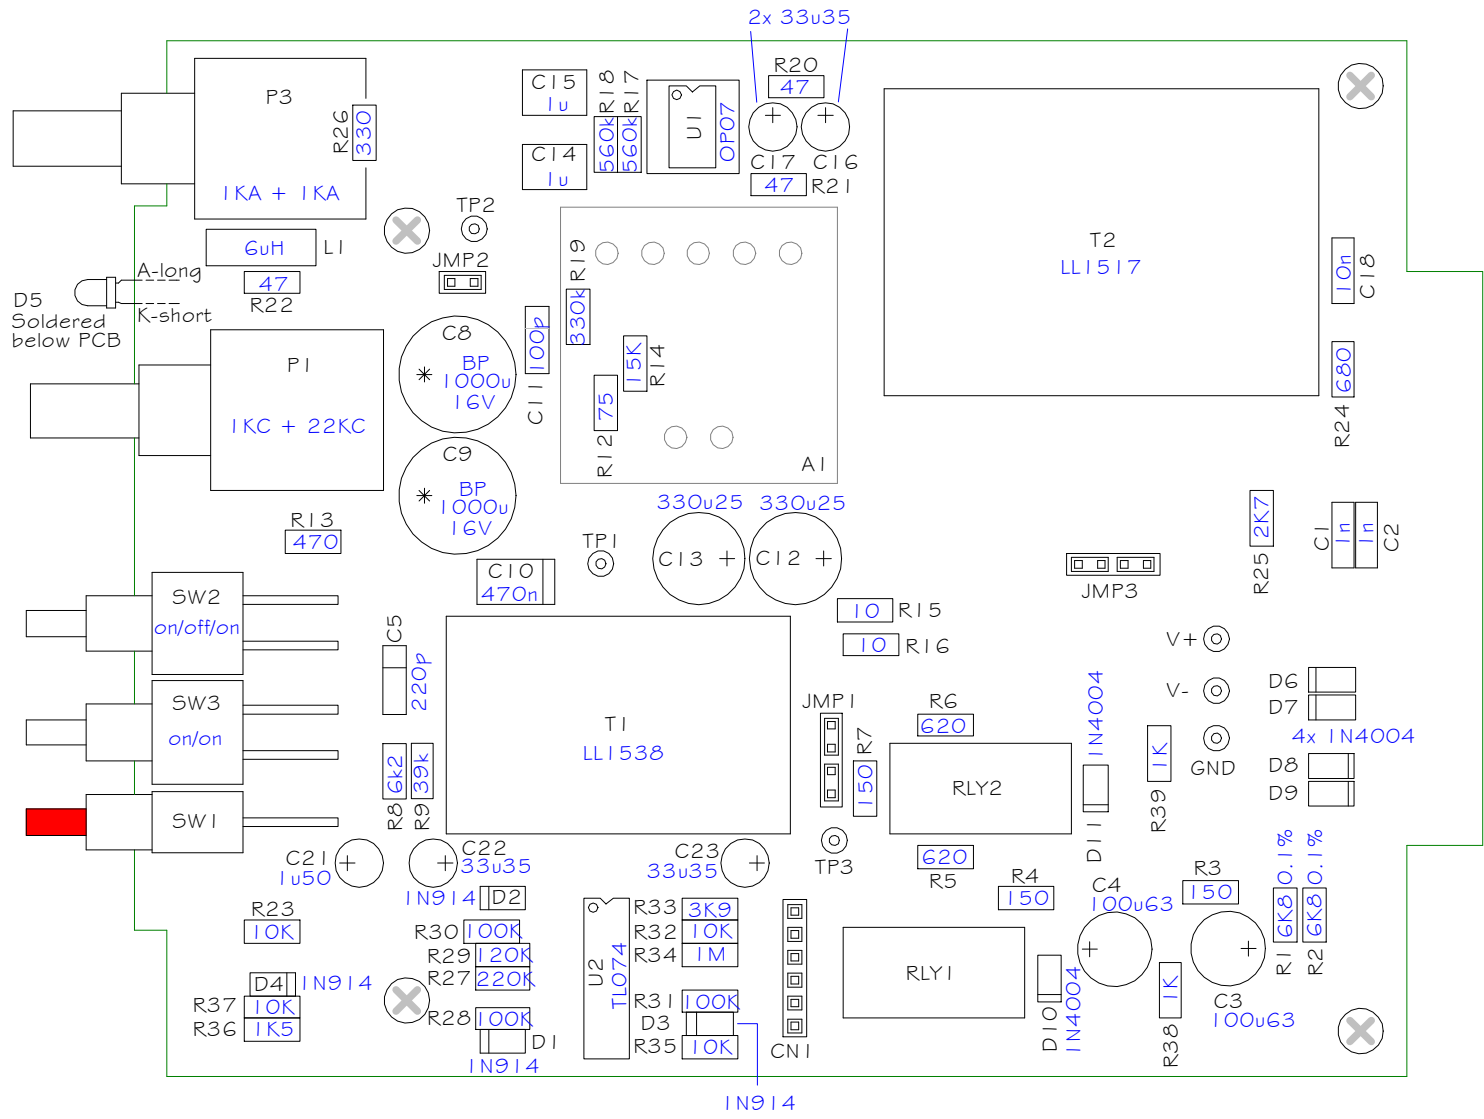 2x 33u35
P3
R26
330
1KA + 1KA
C15
1u
C14
1u
R18
560k
R17
560k
U1
OP07
R20
47
C17
C16
47
R21
T2
LL1517
10n
C18
680
R24
6uH
L1
47
R22
A-long
K-short
D5
Soldered
below PCB
TP2
JMP2
C8
BP
1000u
16V
C11
100p
R19
330k
15K
R14
75
R12
A1
P1
1KC + 22KC
C9
BP
1000u
16V
R13
470
330u25
330u25
C13
C12
TP1
C10
470n
2K7
R25
C1
1n
1n
C2
JMP3
SW2
on/off/on
SW3
on/on
SW1
C5
220p
T1
LL1538
10
R15
10
R16
V+
V-
GND
D6
D7
4x 1N4004
D8
D9
JMP1
R7
150
R6
620
RLY2
620
R5
1N4004
D11
1K
R39
6k2
R8
39k
R9
C21
1u50
C22
33u35
C23
33u35
TP3
1N914
D2
R4
150
C4
100u63
R3
150
6K8 0.1%
R1
6K8 0.1%
R2
R23
10K
R30
100K
R29
120K
R27
220K
U2
TL074
R33
3K9
R32
10K
R34
1M
RLY1
D4
1N914
R37
10K
R36
1K5
R28
100K
D1
1N914
R31
100K
D3
R35
10K
CN1
D10
1N4004
1K
R38
C3
100u63
1N914